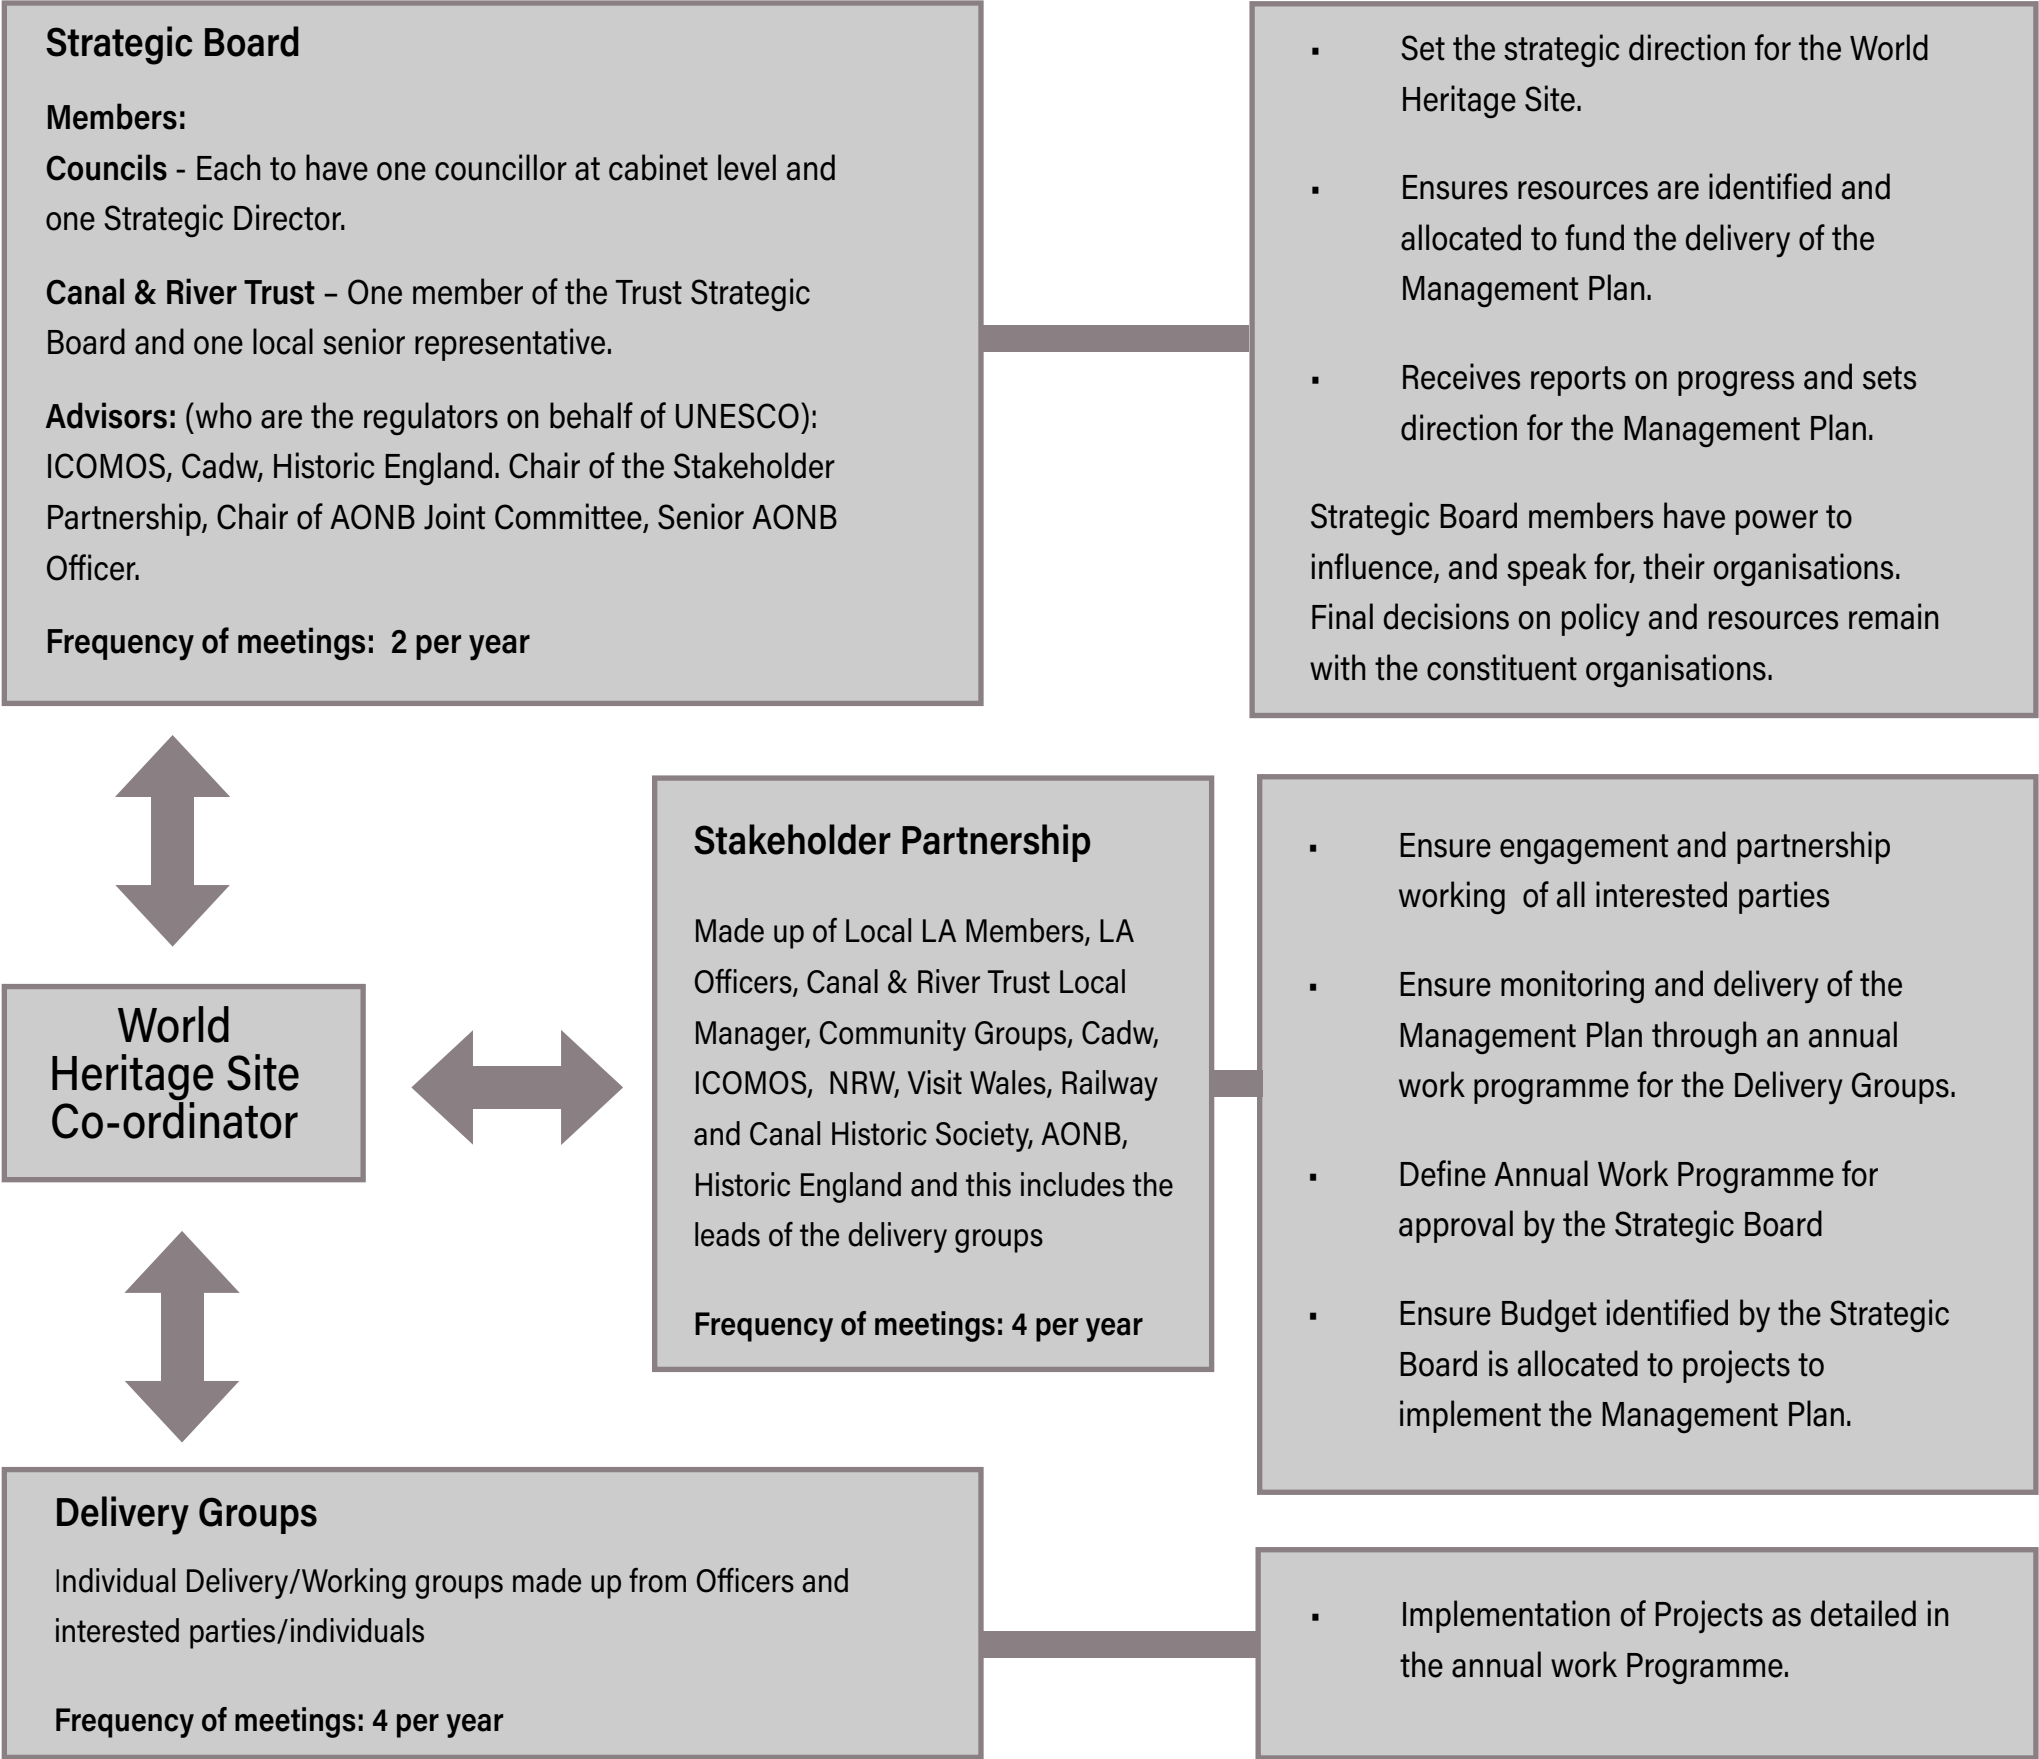 Strategic Board
Members:
Councils - Each to have one councillor at cabinet level and
one Strategic Director.
Canal & River Trust – One member of the Trust Strategic
Board and one local senior representative.
Advisors: (who are the regulators on behalf of UNESCO):
ICOMOS, Cadw, Historic England. Chair of the Stakeholder
Partnership, Chair of AONB Joint Committee, Senior AONB
Officer.
Frequency of meetings:  2 per year
▪ Set the strategic direction for the World
Heritage Site.
▪ Ensures resources are identified and
allocated to fund the delivery of the
Management Plan.
▪ Receives reports on progress and sets
direction for the Management Plan.
Strategic Board members have power to
influence, and speak for, their organisations.
Final decisions on policy and resources remain
with the constituent organisations.
World
Heritage Site
Co-ordinator
Stakeholder Partnership
Made up of Local LA Members, LA
Officers, Canal & River Trust Local
Manager, Community Groups, Cadw,
ICOMOS,  NRW, Visit Wales, Railway
and Canal Historic Society, AONB,
Historic England and this includes the
leads of the delivery groups
Frequency of meetings: 4 per year
▪ Ensure engagement and partnership
working  of all interested parties
▪ Ensure monitoring and delivery of the
Management Plan through an annual
work programme for the Delivery Groups.
▪ Define Annual Work Programme for
approval by the Strategic Board
▪ Ensure Budget identified by the Strategic
Board is allocated to projects to
implement the Management Plan.
Delivery Groups
Individual Delivery/Working groups made up from Officers and
interested parties/individuals
Frequency of meetings: 4 per year
▪ Implementation of Projects as detailed in
the annual work Programme.